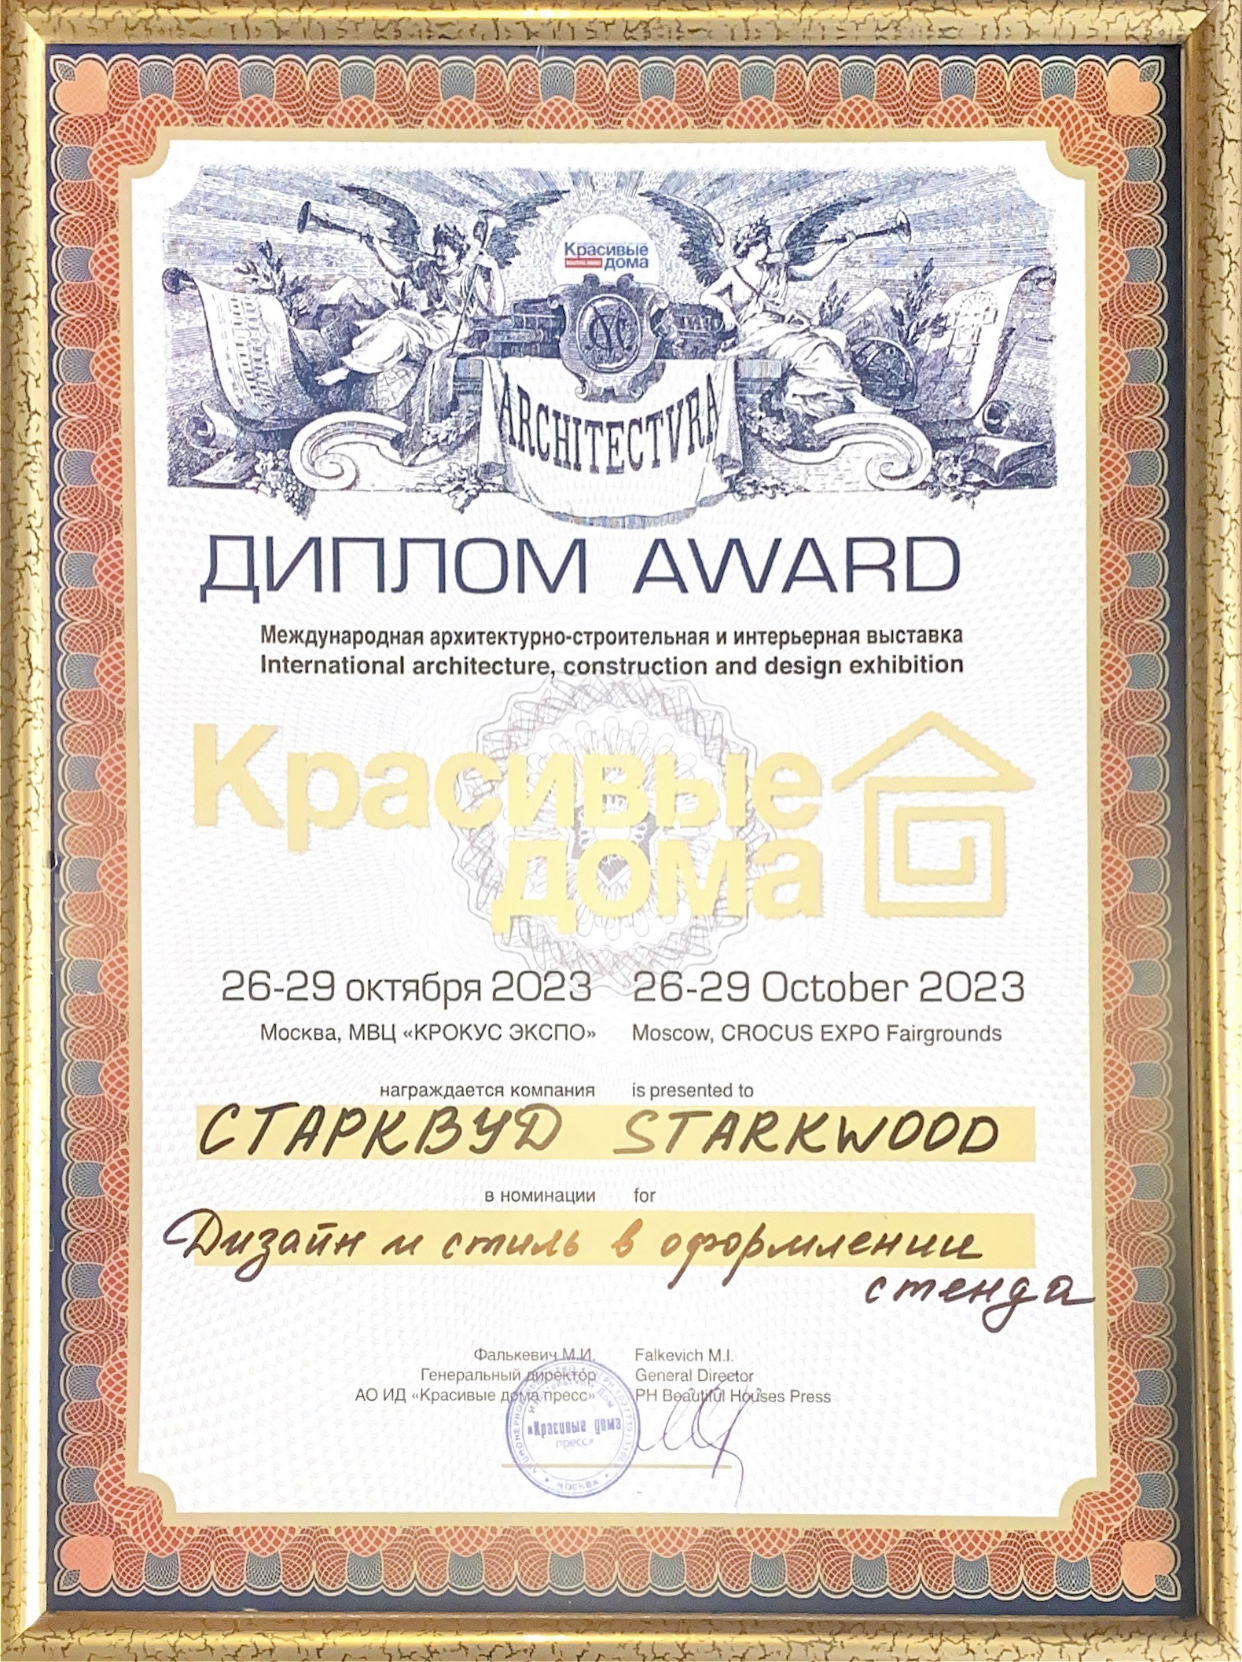 Красивые
дома
ARCHITECTVRA
ДИПЛОМ AWARD
Международная архитектурно-строительная и интерьерная выставка
International architecture, construction and design exhibition
Красивые
дома
26-29 октября 2023 26-29 October 2023
Москва, МВЦ «КРОКУС ЭКСПО» Moscow, CROCUS EXPO Fairgrounds
награждается компания is presented to
СТАРКВУД STARKWOOD
в номинации for
Дизайн и стиль в оформлении
стенда
Фалькевич М.И. Falkevich M.I.
Генеральный директор General Director
АО ИД «Красивые дома пресс» PH Beautiful Houses Press
«Красивые дома
пресс»
МОСКВА